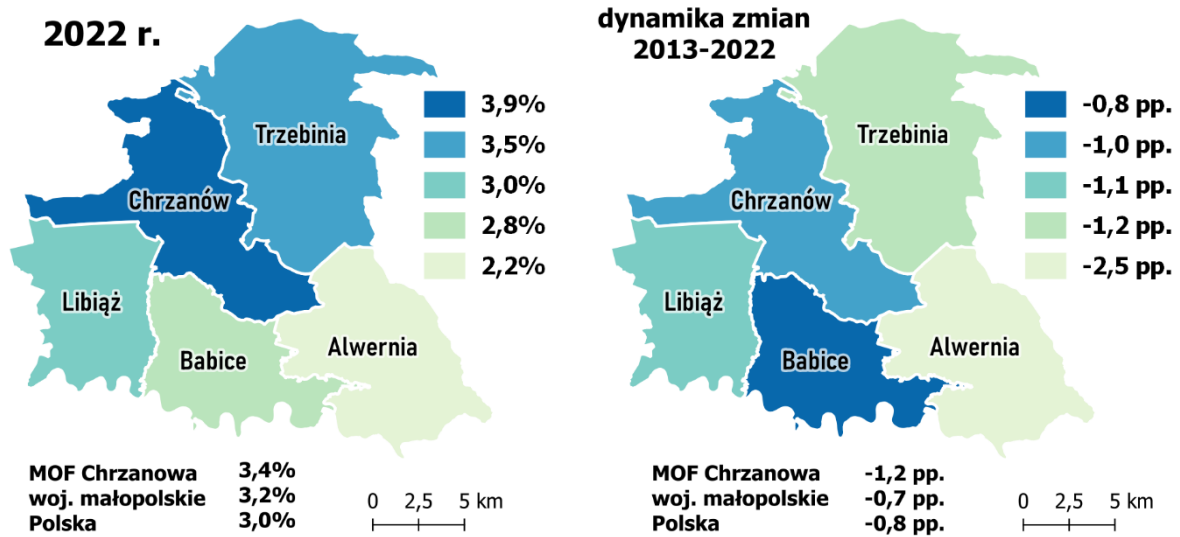 2022 r.
3,9%
3,5%
3,0%
2,8%
2,2%
Trzebinia
Chrzanów
Libiąż
Babice
Alwernia
MOF Chrzanowa 3,4%
woj. małopolskie 3,2%
Polska 3,0%
0 2,5 5 km
dynamika zmian
2013-2022
-0,8 pp.
-1,0 pp.
-1,1 pp.
-1,2 pp.
-2,5 pp.
Trzebinia
Chrzanów
Libiąż
Babice
Alwernia
MOF Chrzanowa -1,2 pp.
woj. małopolskie -0,7 pp.
Polska -0,8 pp.
0 2,5 5 km